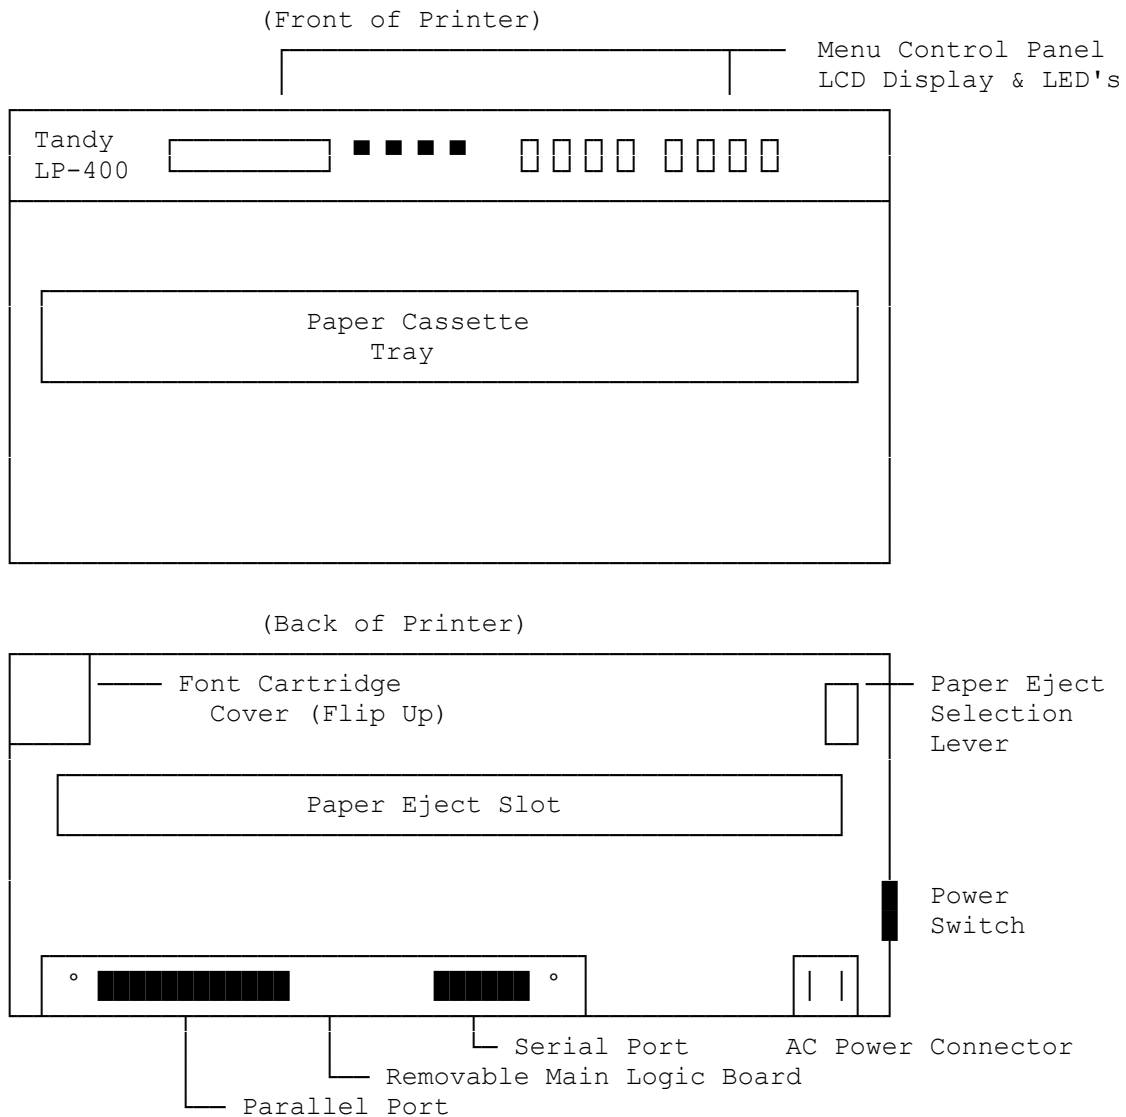 (Front of Printer)
Menu Control Panel
LCD Display & LED's
Tandy
LP-400
Paper Cassette
Tray
(Back of Printer)
Font Cartridge
Cover (Flip Up)
Paper Eject
Selection
Lever
Paper Eject Slot
Power
Switch
Serial Port
AC Power Connector
Removable Main Logic Board
Parallel Port